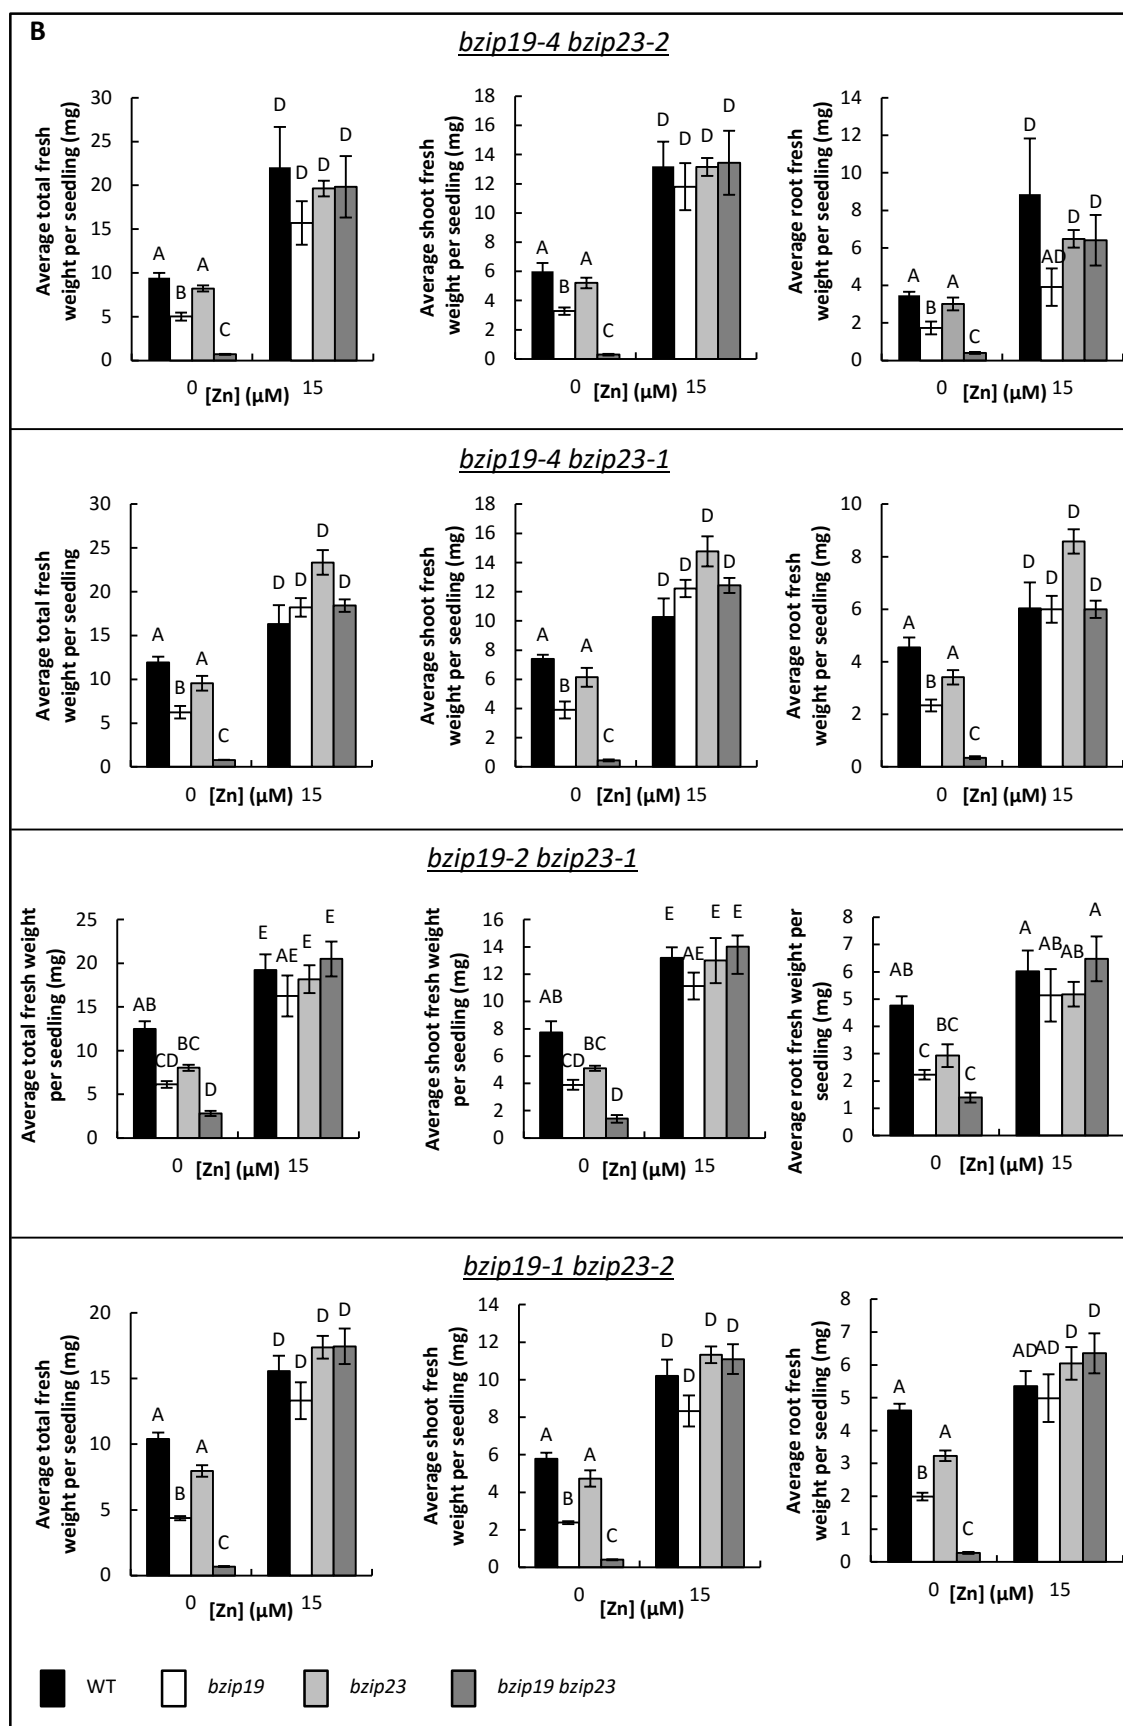 B
bzip19-4 bzip23-2
Average total fresh
weight per seedling (mg)
30
25
20
15
10
5
0
A
B
A
C
D
D
D
D
0 [Zn] (µM) 15
Average shoot fresh
weight per seedling (mg)
18
16
14
12
10
8
6
4
2
0
A
B
A
C
D
D
D
D
0 [Zn] (µM) 15
Average root fresh
weight per seedling (mg)
14
12
10
8
6
4
2
0
A
B
A
C
D
AD
D
D
0 [Zn] (µM) 15
bzip19-4 bzip23-1
Average total fresh
weight per seedling
30
25
20
15
10
5
0
A
B
A
C
D
D
D
D
0 [Zn] (µM) 15
Average shoot fresh
weight per seedling (mg)
18
16
14
12
10
8
6
4
2
0
A
B
A
C
D
D
D
D
0 [Zn] (µM) 15
Average root fresh
weight per seedling (mg)
10
8
6
4
2
0
A
B
A
C
D
D
D
D
0 [Zn] (µM) 15
bzip19-2 bzip23-1
Average total fresh weight
per seedling (mg)
25
20
15
10
5
0
AB
CD
BC
D
E
AE
E
E
0 [Zn] (µM) 15
Average shoot fresh weight
per seedling (mg)
16
14
12
10
8
6
4
2
0
AB
CD
BC
D
E
AE
E
E
0 [Zn] (µM) 15
Average root fresh weight per
seedling (mg)
8
7
6
5
4
3
2
1
0
AB
C
BC
C
A
AB
AB
A
0 [Zn] (µM) 15
bzip19-1 bzip23-2
Average total fresh
weight per seedling (mg)
20
15
10
5
0
A
B
A
C
D
D
D
D
0 [Zn] (µM) 15
Average shoot fresh
weight per seedling (mg)
14
12
10
8
6
4
2
0
A
B
A
C
D
D
D
D
0 [Zn] (µM) 15
Average root fresh
weight per seedling (mg)
8
7
6
5
4
3
2
1
0
A
B
A
C
AD
AD
D
D
0 [Zn] (µM) 15
WT bzip19 bzip23 bzip19 bzip23